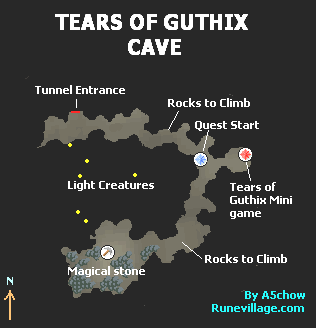 TEARS OF GUTHIX
CAVE
Tunnel Entrance
Rocks to Climb
Quest Start
Light Creatures
Tears of
Guthix Mini
game
Magical stone
Rocks to Climb
N
By A5chow
Runevillage.com